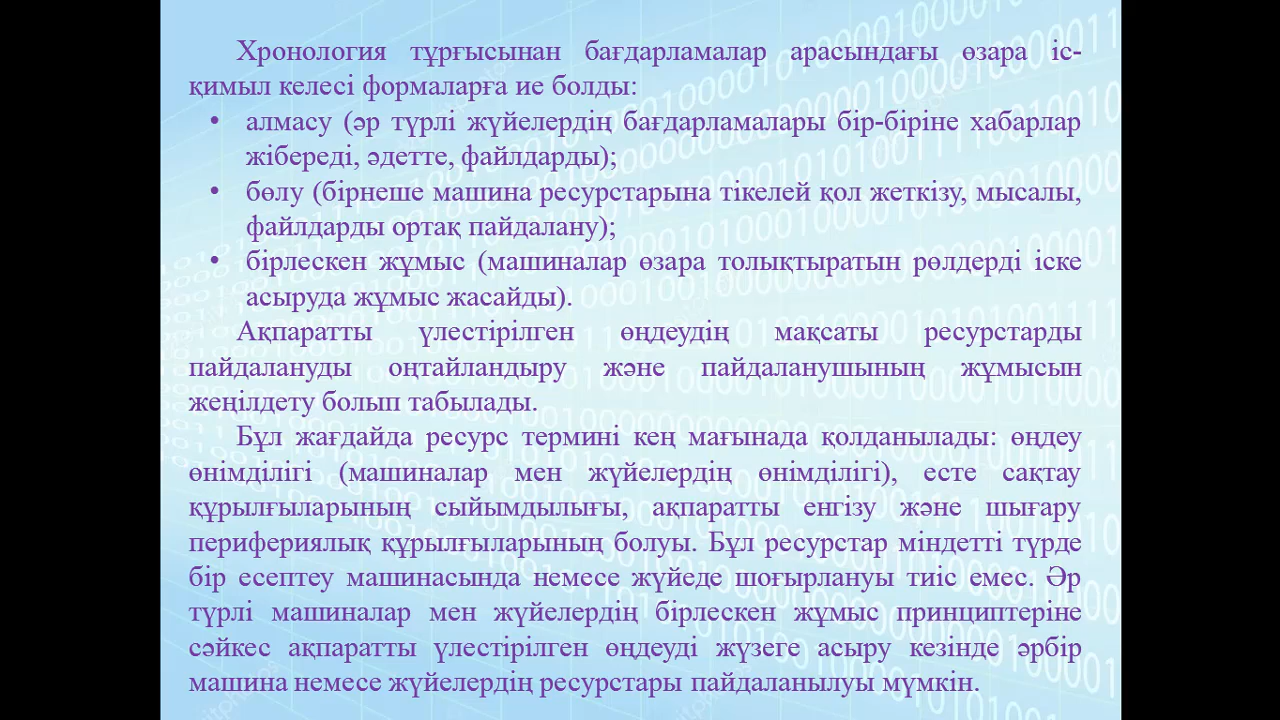 Хронология тұрғысынан бағдарламалар арасындағы өзара іс-
қимыл келесі формаларға ие болды:
• алмасу (әр түрлі жүйелердің бағдарламалары бір-біріне хабарлар
жібереді, әдетте, файлдарды);
• бөлу (бірнеше машина ресурстарына тікелей қол жеткізу, мысалы,
файлдарды ортақ пайдалану);
• бірлескен жұмыс (машиналар өзара толықтыратын рөлдерді іске
асыруда жұмыс жасайды).
Ақпаратты үлестірілген өңдеудің мақсаты ресурстарды
пайдалануды оңтайландыру және пайдаланушының жұмысын
жеңілдету болып табылады.
Бұл жағдайда ресурс термині кең мағынада қолданылады: өңдеу
өнімділігі (машиналар мен жүйелердің өнімділігі), есте сақтау
құрылғыларының сыйымдылығы, ақпаратты енгізу және шығару
перифериялық құрылғыларының болуы. Бұл ресурстар міндетті түрде
бір есептеу машинасында немесе жүйеде шоғырлануы тиіс емес. Әр
түрлі машиналар мен жүйелердің бірлескен жұмыс принциптеріне
сәйкес ақпаратты үлестірілген өңдеуді жүзеге асыру кезінде әрбір
машина немесе жүйелердің ресурстары пайдаланылуы мүмкін.